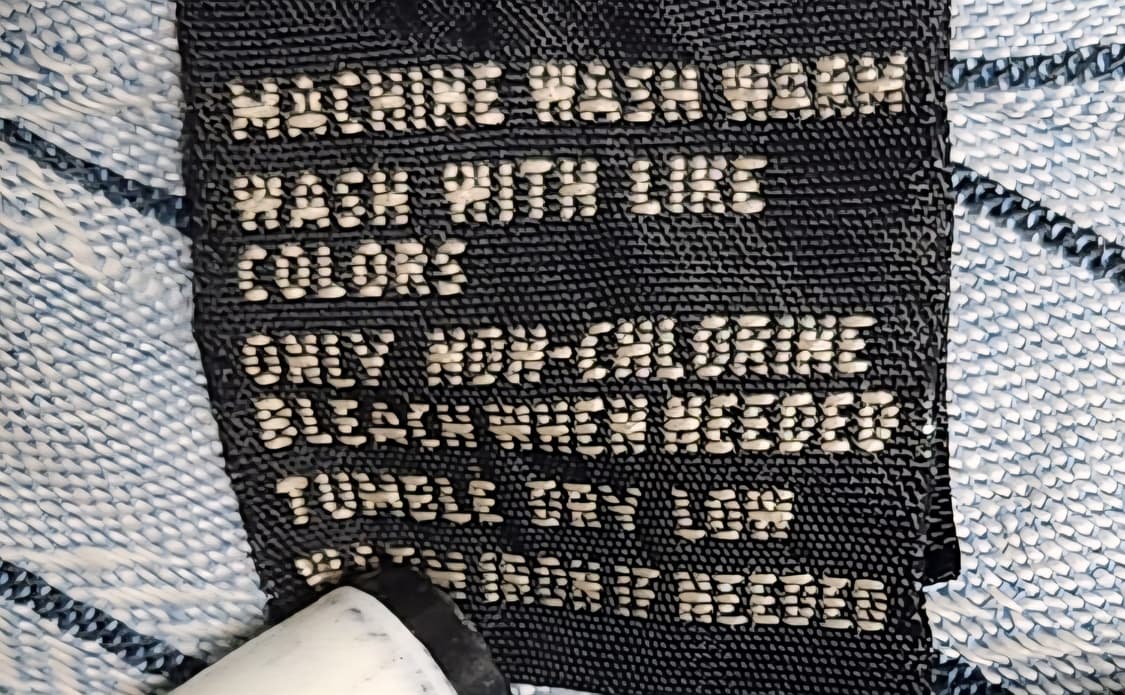 MACHINE WASH WARM
WASH WITH LIKE
COLORS
ONLY NON-CHLORINE
BLEACH WHEN NEEDED
TUMBLE DRY LOW
IRON IF NEEDED